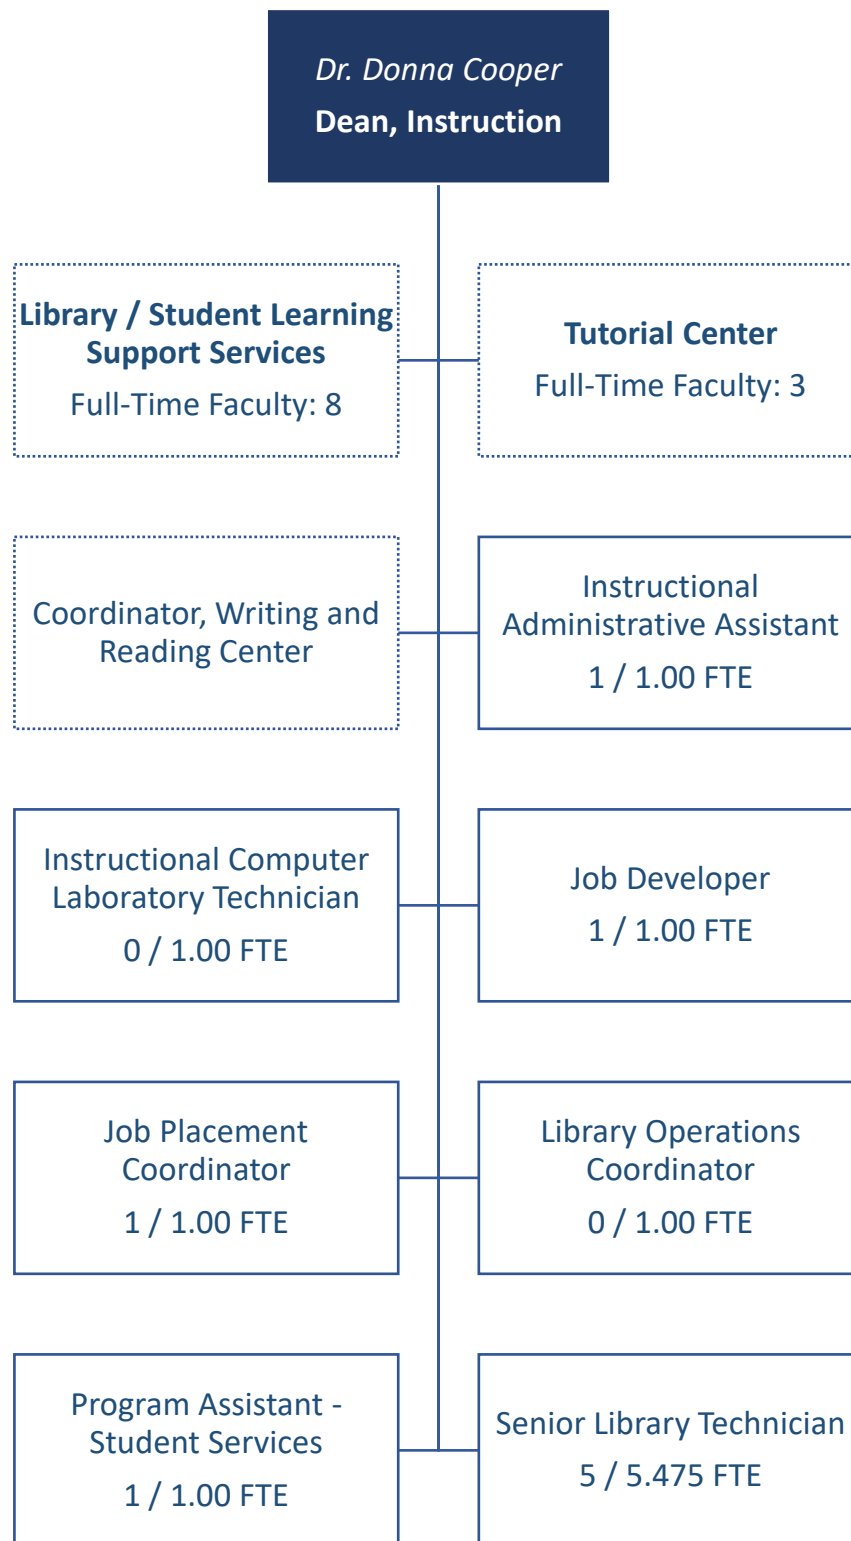 Dr. Donna Cooper
Dean, Instruction
Library / Student Learning
Support Services
Full-Time Faculty: 8
Tutorial Center
Full-Time Faculty: 3
Coordinator, Writing and
Reading Center
Instructional
Administrative Assistant
1 / 1.00 FTE
Instructional Computer
Laboratory Technician
0 / 1.00 FTE
Job Developer
1 / 1.00 FTE
Job Placement
Coordinator
1 / 1.00 FTE
Library Operations
Coordinator
0 / 1.00 FTE
Program Assistant -
Student Services
1 / 1.00 FTE
Senior Library Technician
5 / 5.475 FTE